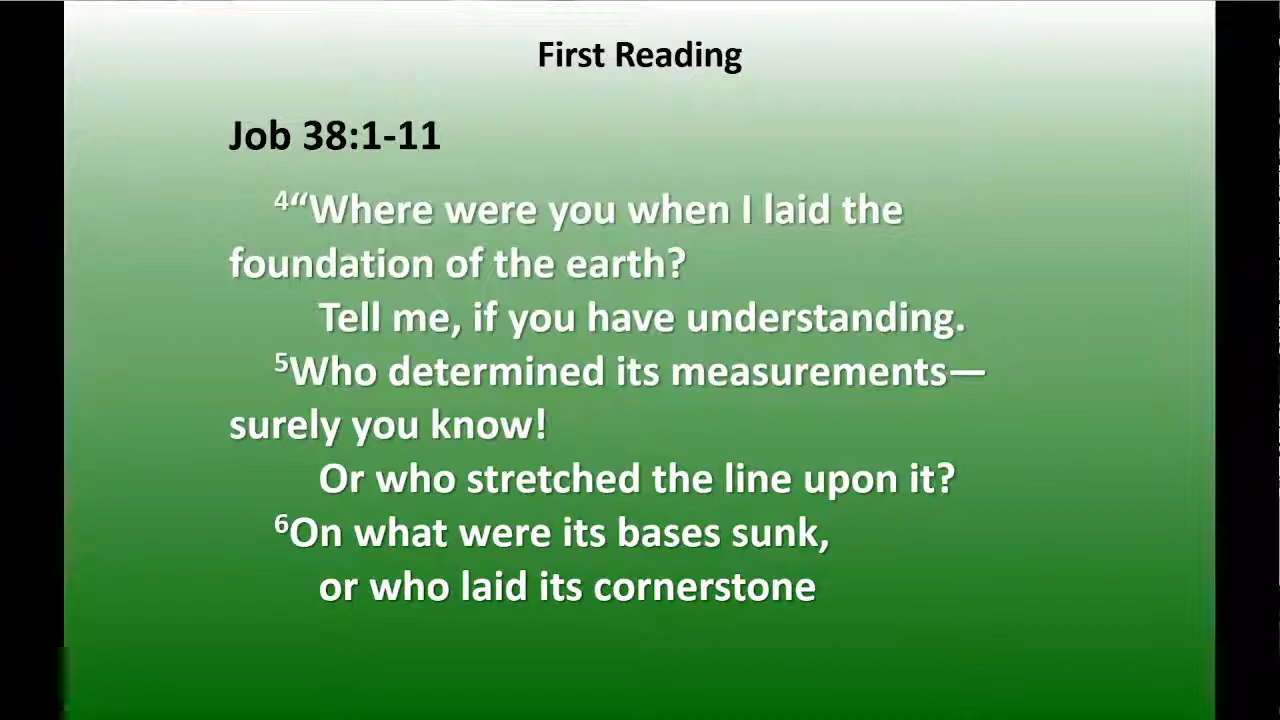 First Reading
Job 38:1-11
4“Where were you when I laid the
foundation of the earth?
Tell me, if you have understanding.
5Who determined its measurements—
surely you know!
Or who stretched the line upon it?
6On what were its bases sunk,
or who laid its cornerstone